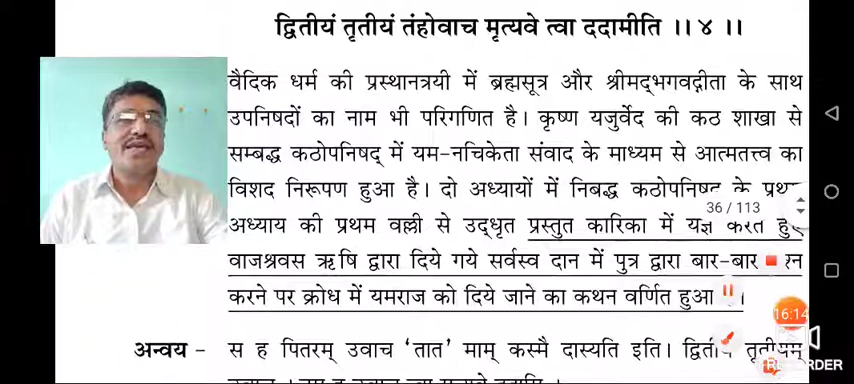 द्वितीयं तृतीयं तंहोवाच मृत्यवे त्वा ददामीति ।। ४ ।।
वैदिक धर्म की प्रस्थानत्रयी में ब्रह्मसूत्र और श्रीमद्भगवद्गीता के साथ
उपनिषदों का नाम भी परिगणित है। कृष्ण यजुर्वेद की कठ शाखा से
सम्बद्ध कठोपनिषद् में यम-नचिकेता संवाद के माध्यम से आत्मतत्त्व का
विशद निरूपण हुआ है। दो अध्यायों में निबद्ध कठोपनिषद के
36 / 113
अध्याय की प्रथम वल्ली से उद्धृत प्रस्तुत कारिका में यज्ञ करते हुए
वाजश्रवस ऋषि द्वारा दिये गये सर्वस्व दान में पुत्र द्वारा बार-बार
करने पर क्रोध में यमराज को दिये जाने का कथन वर्णित हुआ
16:14
अन्वय - स ह पितरम् उवाच 'तात' माम् कस्मै दास्यति इति। द्वितीयं तृतीयम्